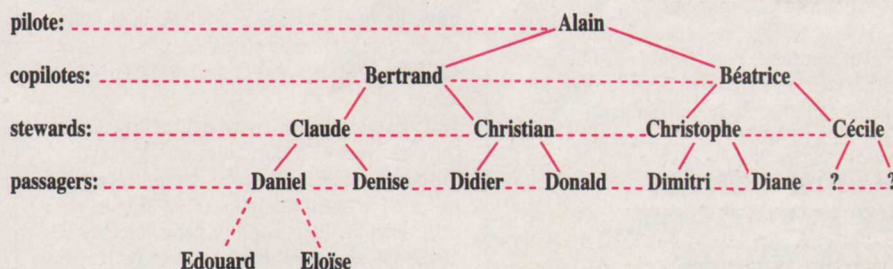 pilote: Alain
copilotes: Bertrand Béatrice
stewards: Claude Christian Christophe Cécile
passagers: Daniel Denise Didier Donald Dimitri Diane ? ?
Edouard Eloïse